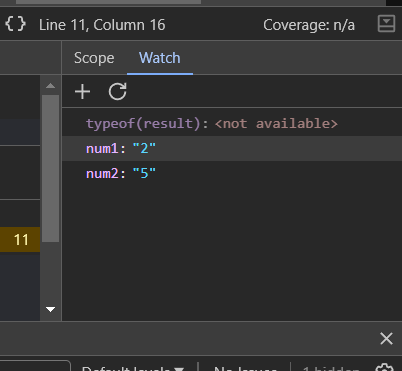 {} Line 11, Column 16 Coverage: n/a
Scope Watch
typeof(result): <not available>
num1: "2"
num2: "5"
11
Default levels ▼ No Issues 1 hidden